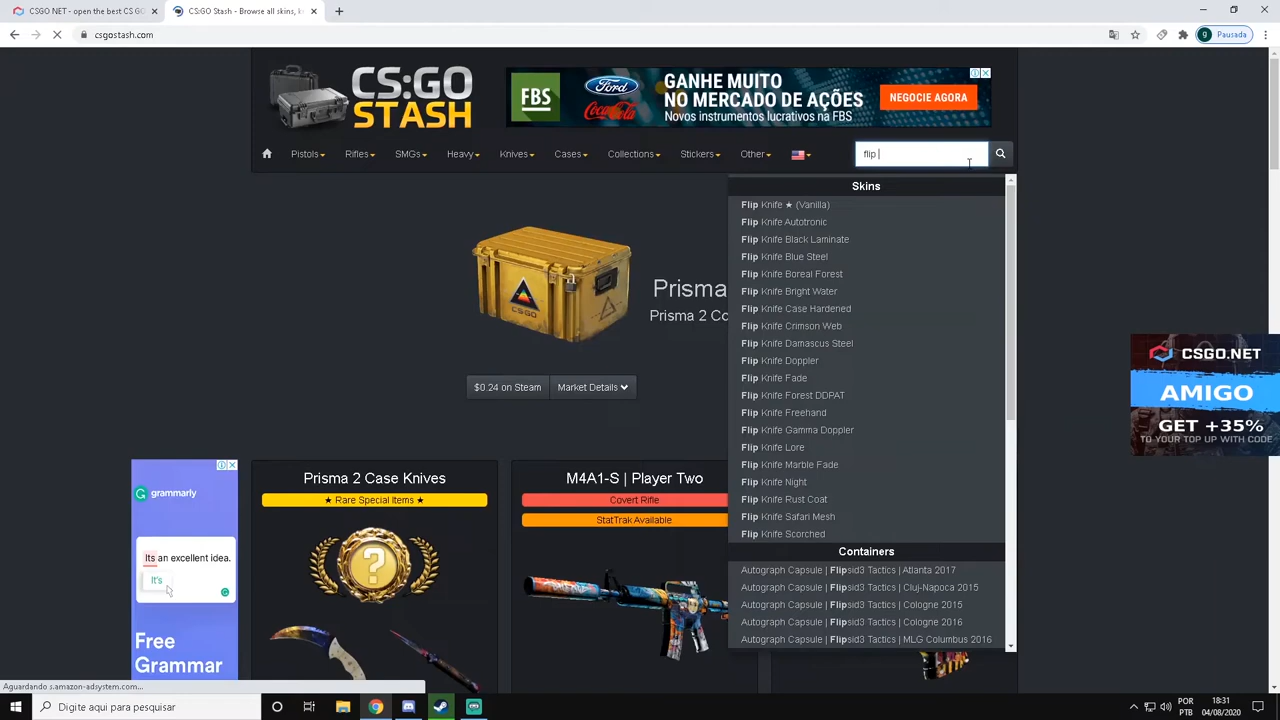 CSGO NET - open the best CS GO
CS:GO Stash - Browse all skins, kn
csgostash.com
Pausada
CS:GO
STASH
FBS
Ford
Coca-Cola
GANHE MUITO
NO MERCADO DE AÇÕES
Novos instrumentos lucrativos na FBS
NEGOCIE AGORA
Pistols
Rifles
SMGs
Heavy
Knives
Cases
Collections
Stickers
Other
flip
Skins
Flip Knife ★ (Vanilla)
Flip Knife Autotronic
Flip Knife Black Laminate
Flip Knife Blue Steel
Flip Knife Boreal Forest
Flip Knife Bright Water
Flip Knife Case Hardened
Flip Knife Crimson Web
Flip Knife Damascus Steel
Flip Knife Doppler
Flip Knife Fade
Flip Knife Forest DDPAT
Flip Knife Freehand
Flip Knife Gamma Doppler
Flip Knife Lore
Flip Knife Marble Fade
Flip Knife Night
Flip Knife Rust Coat
Flip Knife Safari Mesh
Flip Knife Scorched
Containers
Autograph Capsule | Flipsid3 Tactics | Atlanta 2017
Autograph Capsule | Flipsid3 Tactics | Cluj-Napoca 2015
Autograph Capsule | Flipsid3 Tactics | Cologne 2015
Autograph Capsule | Flipsid3 Tactics | Cologne 2016
Autograph Capsule | Flipsid3 Tactics | MLG Columbus 2016
CS:GO
Prisma
Prisma 2 Co
$0.24 on Steam
Market Details
CSGO.NET
AMIGO
GET +35%
TO YOUR TOP UP WITH CODE
grammarly
Its an excellent idea.
It's
Free
Grammar
Prisma 2 Case Knives
★ Rare Special Items ★
?
M4A1-S | Player Two
Covert Rifle
StatTrak Available
Aguardando s.amazon-adsystem.com...
Digite aqui para pesquisar
POR
PTB
18:31
04/08/2020